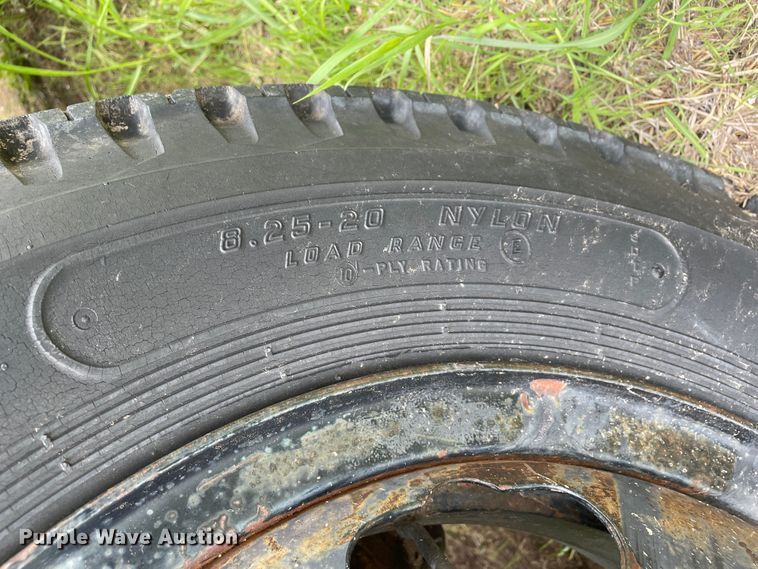 8.25-20 NYLON
LOAD RANGE E
10-PLY RATING
Purple Wave Auction